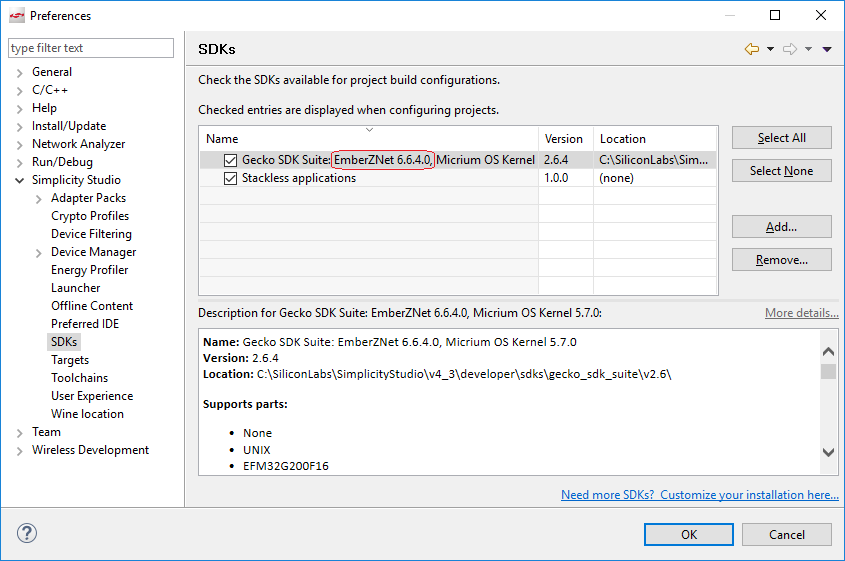 Preferences
type filter text
General
C/C++
Help
Install/Update
Network Analyzer
Run/Debug
Simplicity Studio
Adapter Packs
Crypto Profiles
Device Filtering
Device Manager
Energy Profiler
Launcher
Offline Content
Preferred IDE
SDKs
Targets
Toolchains
User Experience
Wine location
Team
Wireless Development
SDKs
Check the SDKs available for project build configurations.
Checked entries are displayed when configuring projects.
Name Version Location
Gecko SDK Suite: EmberZNet 6.6.4.0, Micrium OS Kernel 2.6.4 C:\SiliconLabs\Sim...
Stackless applications 1.0.0 (none)
Select All
Select None
Add...
Remove...
Description for Gecko SDK Suite: EmberZNet 6.6.4.0, Micrium OS Kernel 5.7.0: More details...
Name: Gecko SDK Suite: EmberZNet 6.6.4.0, Micrium OS Kernel 5.7.0
Version: 2.6.4
Location: C:\SiliconLabs\SimplicityStudio\v4_3\developer\sdks\gecko_sdk_suite\v2.6\
Supports parts:
• None
• UNIX
• EFM32G200F16
Need more SDKs? Customize your installation here...
?
OK Cancel